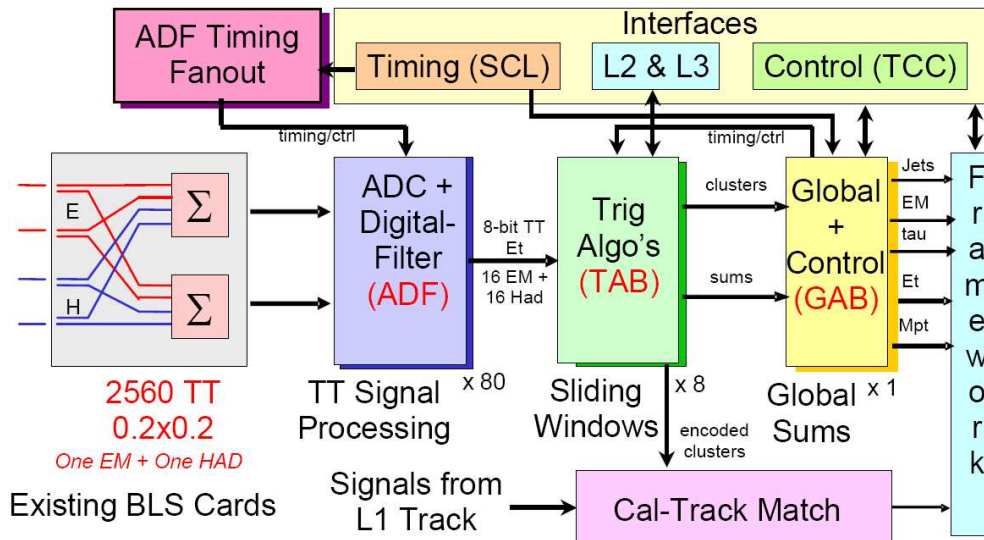 Interfaces
ADF Timing
Fanout
Timing (SCL)
L2 & L3
Control (TCC)
timing/ctrl
timing/ctrl
E
H
Σ
Σ
ADC +
Digital-
Filter
(ADF)
8-bit TT
Et
16 EM +
16 Had
Trig
Algo's
(TAB)
clusters
sums
Global
+
Control
(GAB)
Jets
EM
tau
Et
Mpt
F
r
a
m
e
w
o
r
k
2560 TT
0.2x0.2
One EM + One HAD
Existing BLS Cards
TT Signal
Processing
x 80
Sliding
Windows
x 8
Global
Sums
x 1
encoded
clusters
Signals from
L1 Track
Cal-Track Match